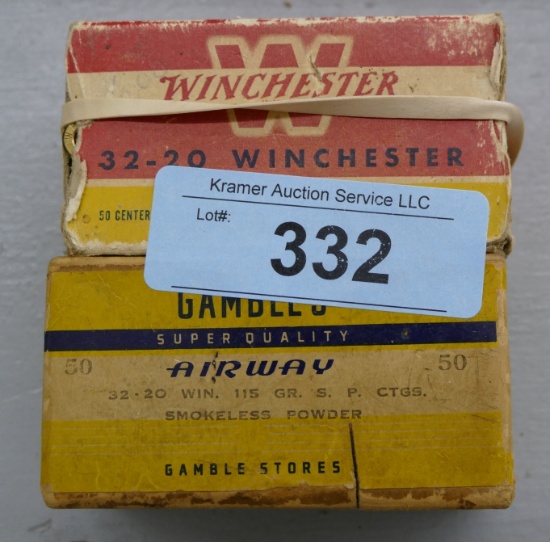 W
WINCHESTER
32-20 WINCHESTER
50 CENTER
Kramer Auction Service LLC
Lot#:
332
GAMBLE'S
SUPER QUALITY
50 AIRWAY 50
32-20 WIN. 115 GR. S. P. CTGS.
SMOKELESS POWDER
GAMBLE STORES